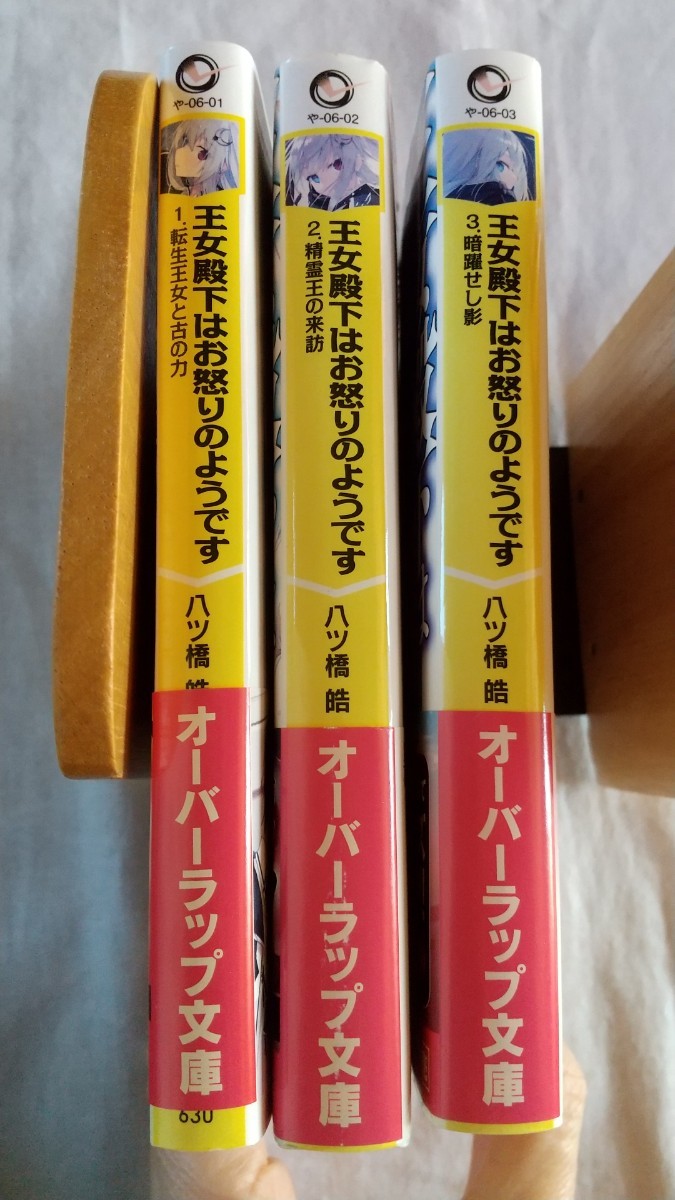 や-06-01
王女殿下はお怒りのようです
1.転生王女と古の力
八ツ橋 皓
オーバーラップ文庫
630
や-06-02
王女殿下はお怒りのようです
2.精霊王の来訪
八ツ橋 皓
オーバーラップ文庫
や-06-03
王女殿下はお怒りのようです
3.暗躍せし影
八ツ橋 皓
オーバーラップ文庫